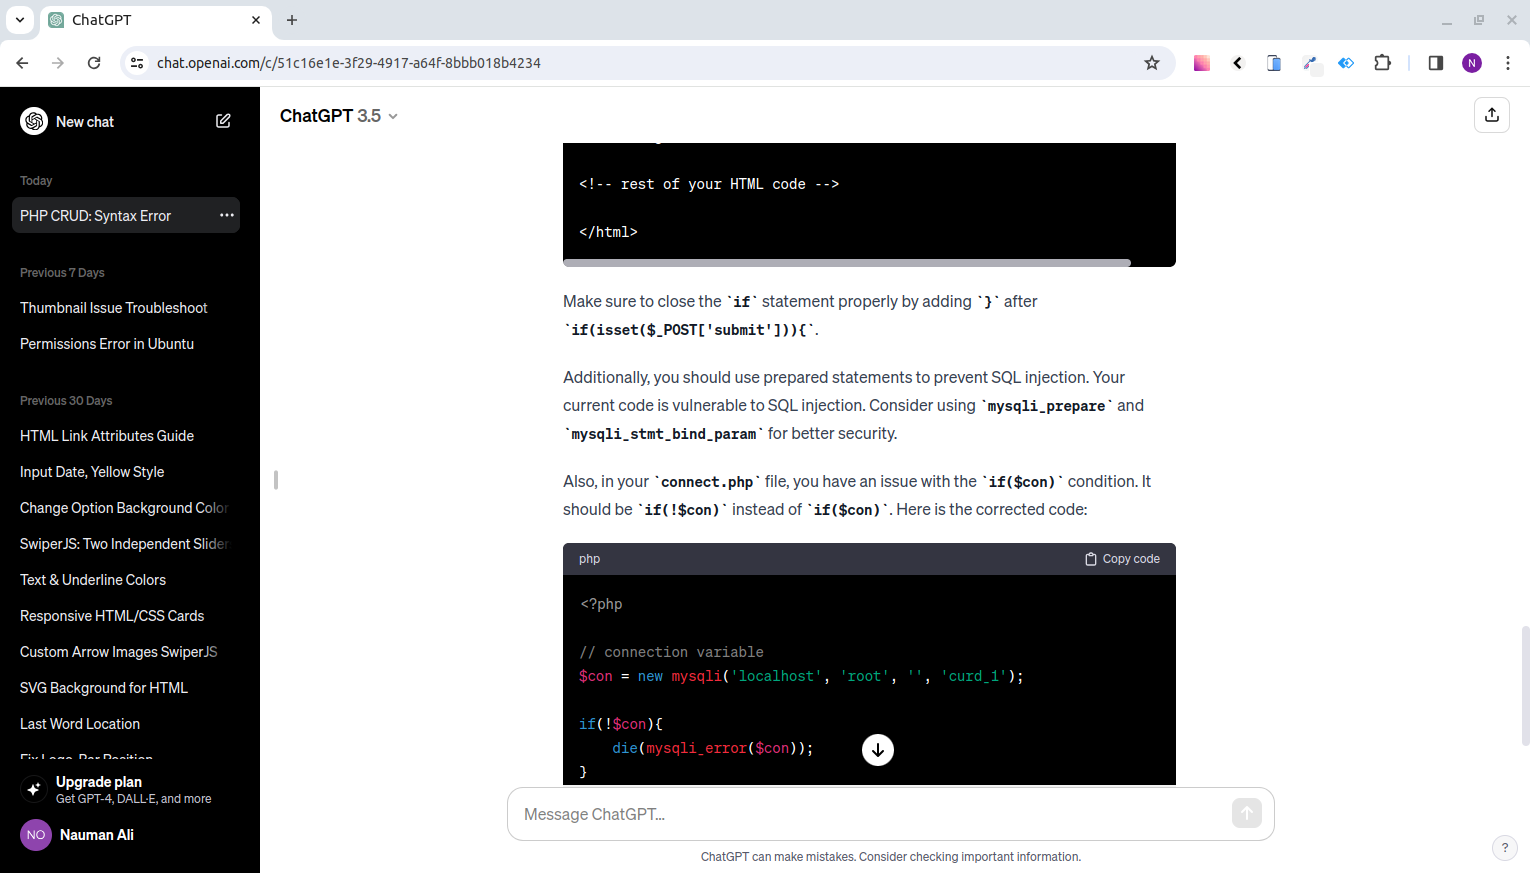 ChatGPT
chat.openai.com/c/51c16e1e-3f29-4917-a64f-8bbb018b4234
N
New chat
Today
PHP CRUD: Syntax Error
Previous 7 Days
Thumbnail Issue Troubleshoot
Permissions Error in Ubuntu
Previous 30 Days
HTML Link Attributes Guide
Input Date, Yellow Style
Change Option Background Color
SwiperJS: Two Independent Slider
Text & Underline Colors
Responsive HTML/CSS Cards
Custom Arrow Images SwiperJS
SVG Background for HTML
Last Word Location
Fix Logo, Bar Position
Upgrade plan
Get GPT-4, DALL·E, and more
NO
Nauman Ali
ChatGPT 3.5
<!-- rest of your HTML code -->
</html>
Make sure to close the `if` statement properly by adding `}` after
`if(isset($_POST['submit'])){`.
Additionally, you should use prepared statements to prevent SQL injection. Your
current code is vulnerable to SQL injection. Consider using `mysqli_prepare` and
`mysqli_stmt_bind_param` for better security.
Also, in your `connect.php` file, you have an issue with the `if($con)` condition. It
should be `if(!$con)` instead of `if($con)`. Here is the corrected code:
php
Copy code
<?php
// connection variable
$con = new mysqli('localhost', 'root', '', 'curd_1');
if(!$con){
die(mysqli_error($con));
}
Message ChatGPT…
ChatGPT can make mistakes. Consider checking important information.
?